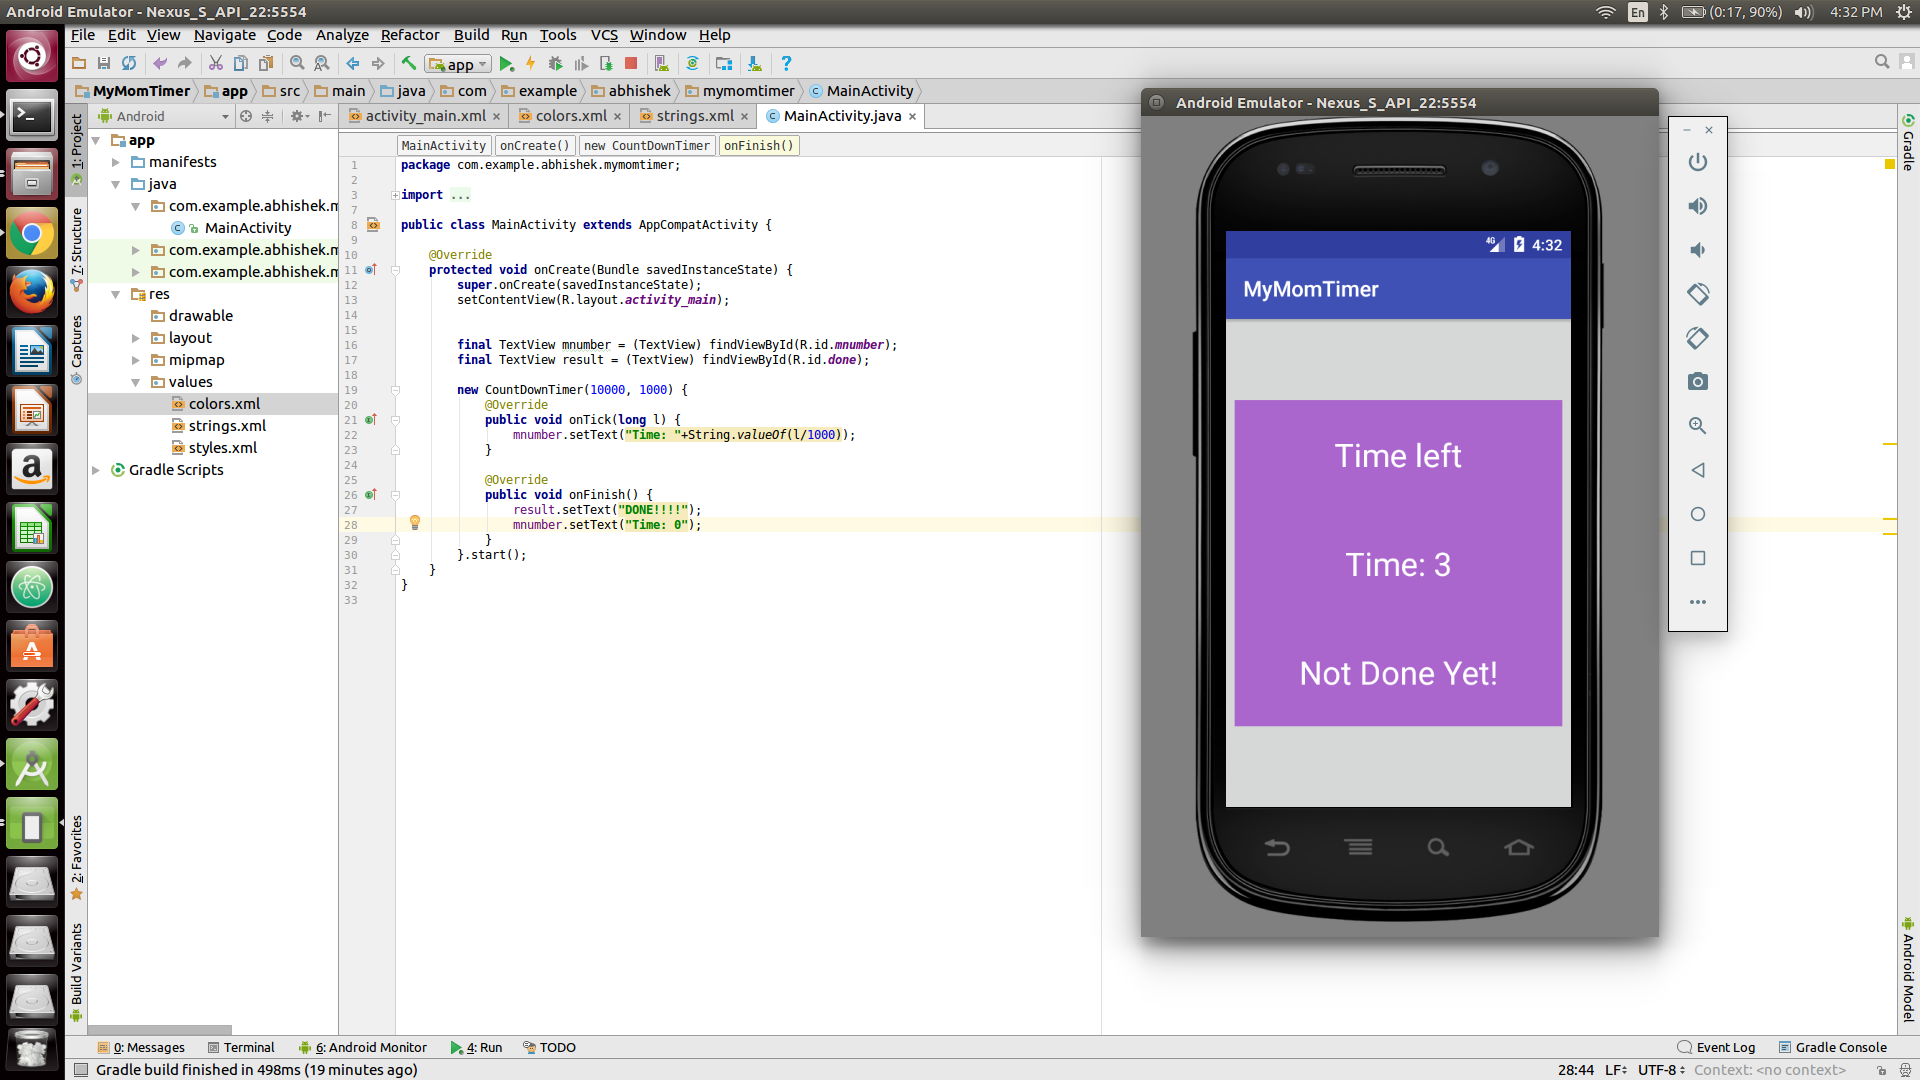 Android Emulator - Nexus_S_API_22:5554
En (0:17, 90%) 4:32 PM
File Edit View Navigate Code Analyze Refactor Build Run Tools VCS Window Help
app
MyMomTimer app src main java com example abhishek mymomtimer MainActivity
Android
activity_main.xml colors.xml strings.xml MainActivity.java
MainActivity onCreate() new CountDownTimer onFinish()
1: Project
7: Structure
Captures
2: Favorites
Build Variants
app
manifests
java
com.example.abhishek.m
MainActivity
com.example.abhishek.m
com.example.abhishek.m
res
drawable
layout
mipmap
values
colors.xml
strings.xml
styles.xml
Gradle Scripts
1 package com.example.abhishek.mymomtimer;
2
3 import ...
7
8 public class MainActivity extends AppCompatActivity {
9
10 @Override
11 protected void onCreate(Bundle savedInstanceState) {
12 super.onCreate(savedInstanceState);
13 setContentView(R.layout.activity_main);
14
15
16 final TextView mnumber = (TextView) findViewById(R.id.mnumber);
17 final TextView result = (TextView) findViewById(R.id.done);
18
19 new CountDownTimer(10000, 1000) {
20 @Override
21 public void onTick(long l) {
22 mnumber.setText("Time: "+String.valueOf(l/1000));
23 }
24
25 @Override
26 public void onFinish() {
27 result.setText("DONE!!!!");
28 mnumber.setText("Time: 0");
29 }
30 }.start();
31 }
32 }
33
Android Emulator - Nexus_S_API_22:5554
4G 4:32
MyMomTimer
Time left
Time: 3
Not Done Yet!
Gradle
Android Model
0: Messages Terminal 6: Android Monitor 4: Run TODO Event Log Gradle Console
Gradle build finished in 498ms (19 minutes ago) 28:44 LF UTF-8 Context: <no context>